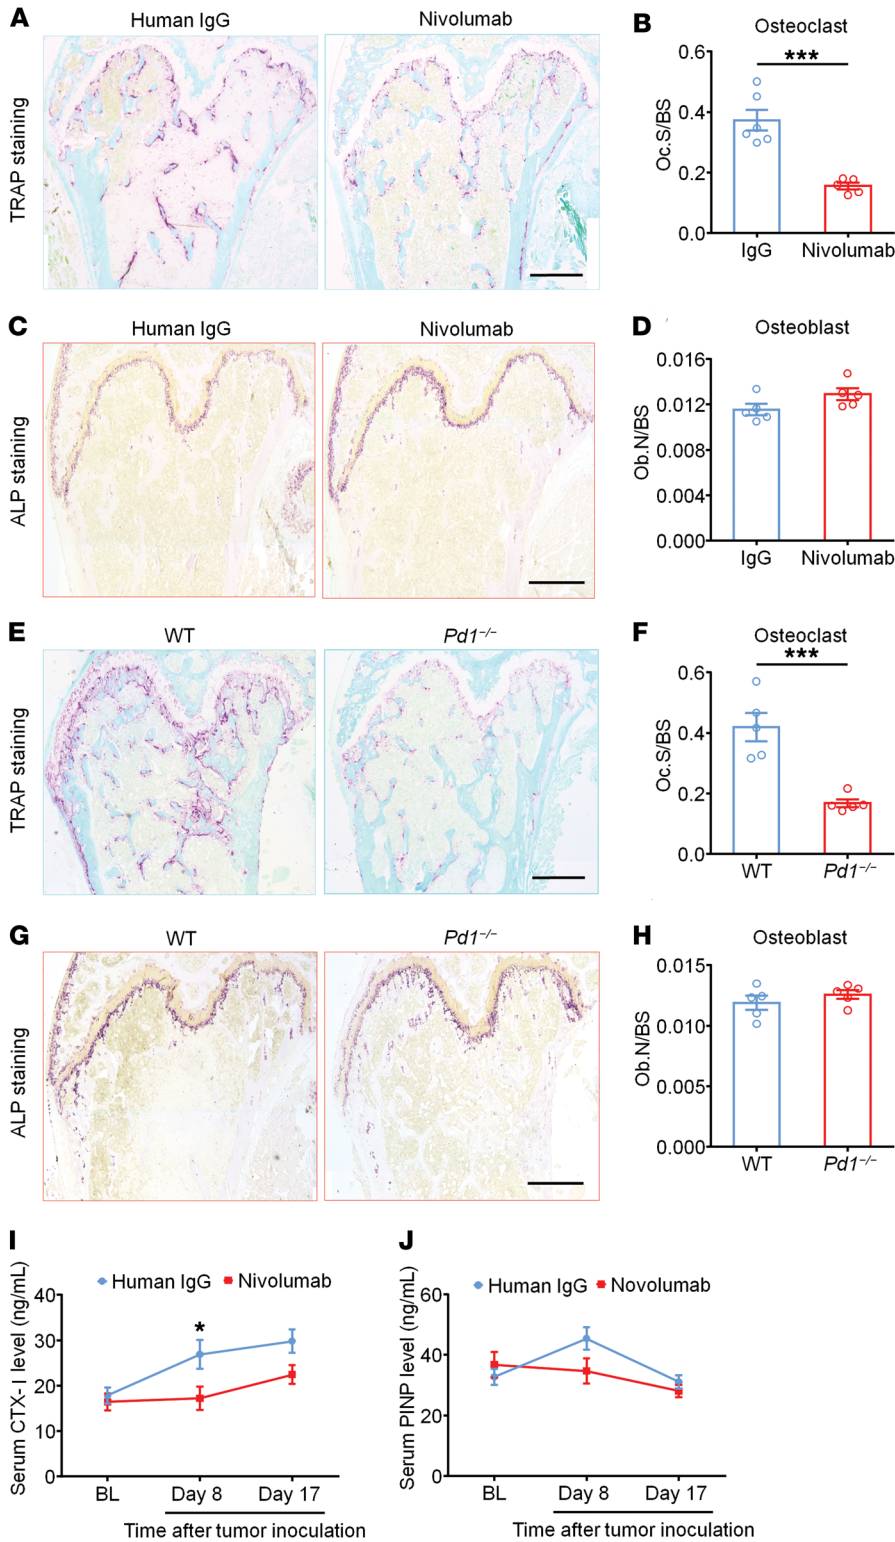 A
Human IgG
Nivolumab
TRAP staining
B
Osteoclast
***
Oc.S/BS
0.6
0.4
0.2
0.0
IgG
Nivolumab
C
Human IgG
Nivolumab
ALP staining
D
Osteoblast
Ob.N/BS
0.016
0.012
0.008
0.004
0.000
IgG
Nivolumab
E
WT
Pd1−/−
TRAP staining
F
Osteoclast
***
Oc.S/BS
0.6
0.4
0.2
0.0
WT
Pd1−/−
G
WT
Pd1−/−
ALP staining
H
Osteoblast
Ob.N/BS
0.015
0.010
0.005
0.000
WT
Pd1−/−
I
Human IgG
Nivolumab
Serum CTX-I level (ng/mL)
40
30
20
10
0
*
BL
Day 8
Day 17
Time after tumor inoculation
J
Human IgG
Novolumab
Serum PINP level (ng/mL)
60
40
20
0
BL
Day 8
Day 17
Time after tumor inoculation